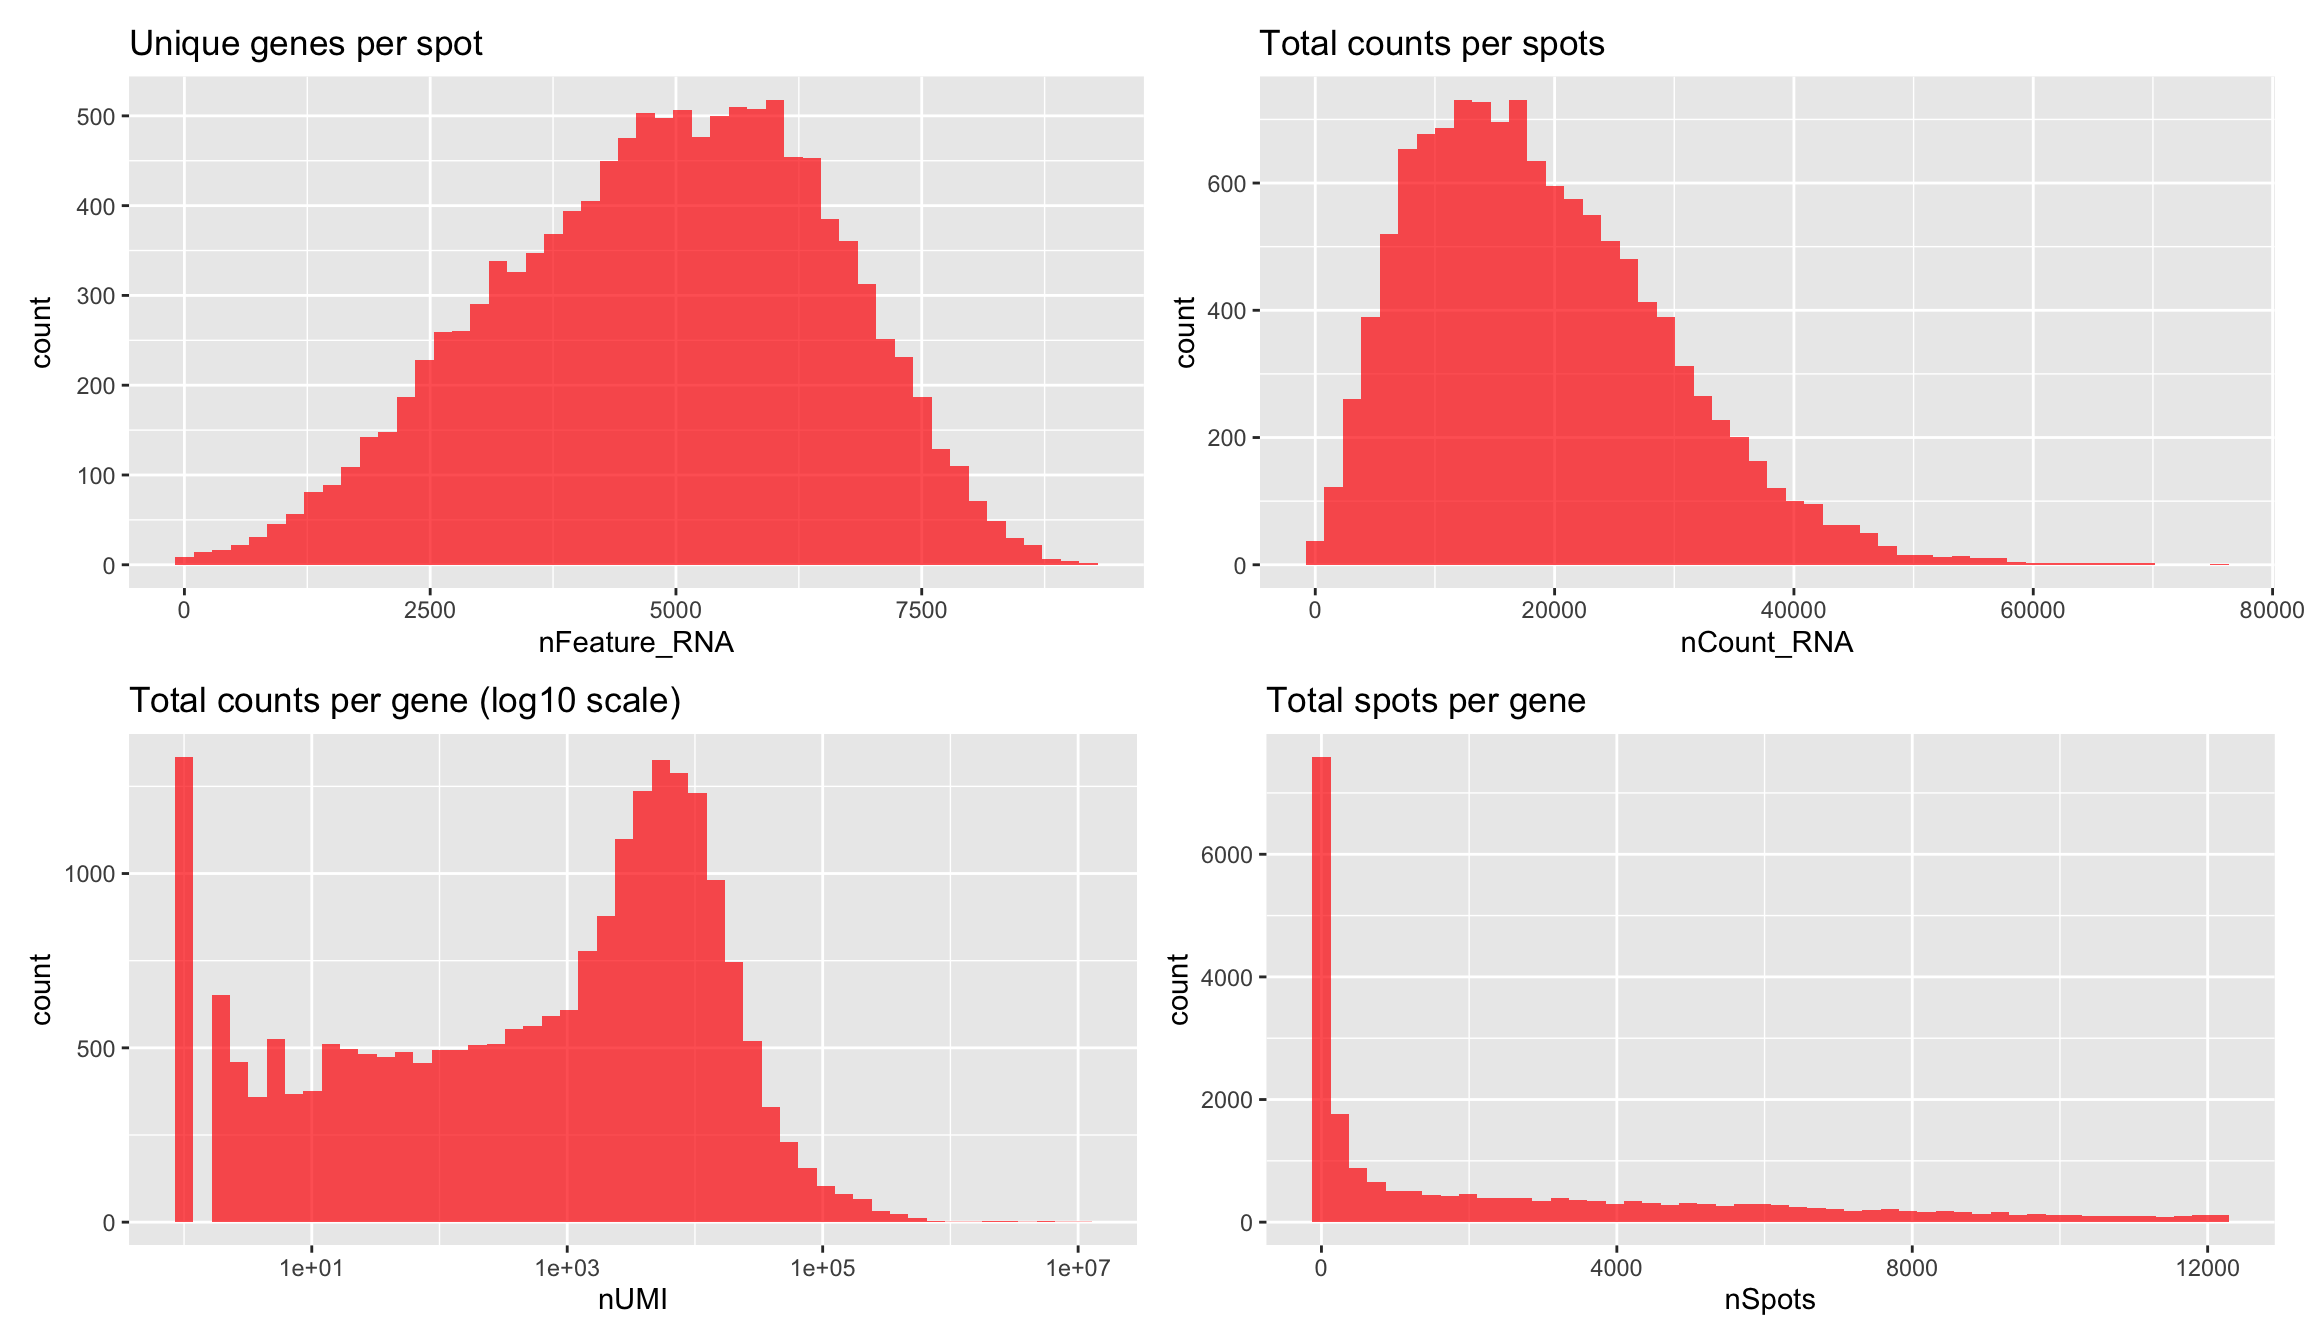 Unique genes per spot
count
500
400
300
200
100
0
0 2500 5000 7500
nFeature_RNA
Total counts per spots
count
600
400
200
0
0 20000 40000 60000 80000
nCount_RNA
Total counts per gene (log10 scale)
count
1000
500
0
1e+01 1e+03 1e+05 1e+07
nUMI
Total spots per gene
count
6000
4000
2000
0
0 4000 8000 12000
nSpots